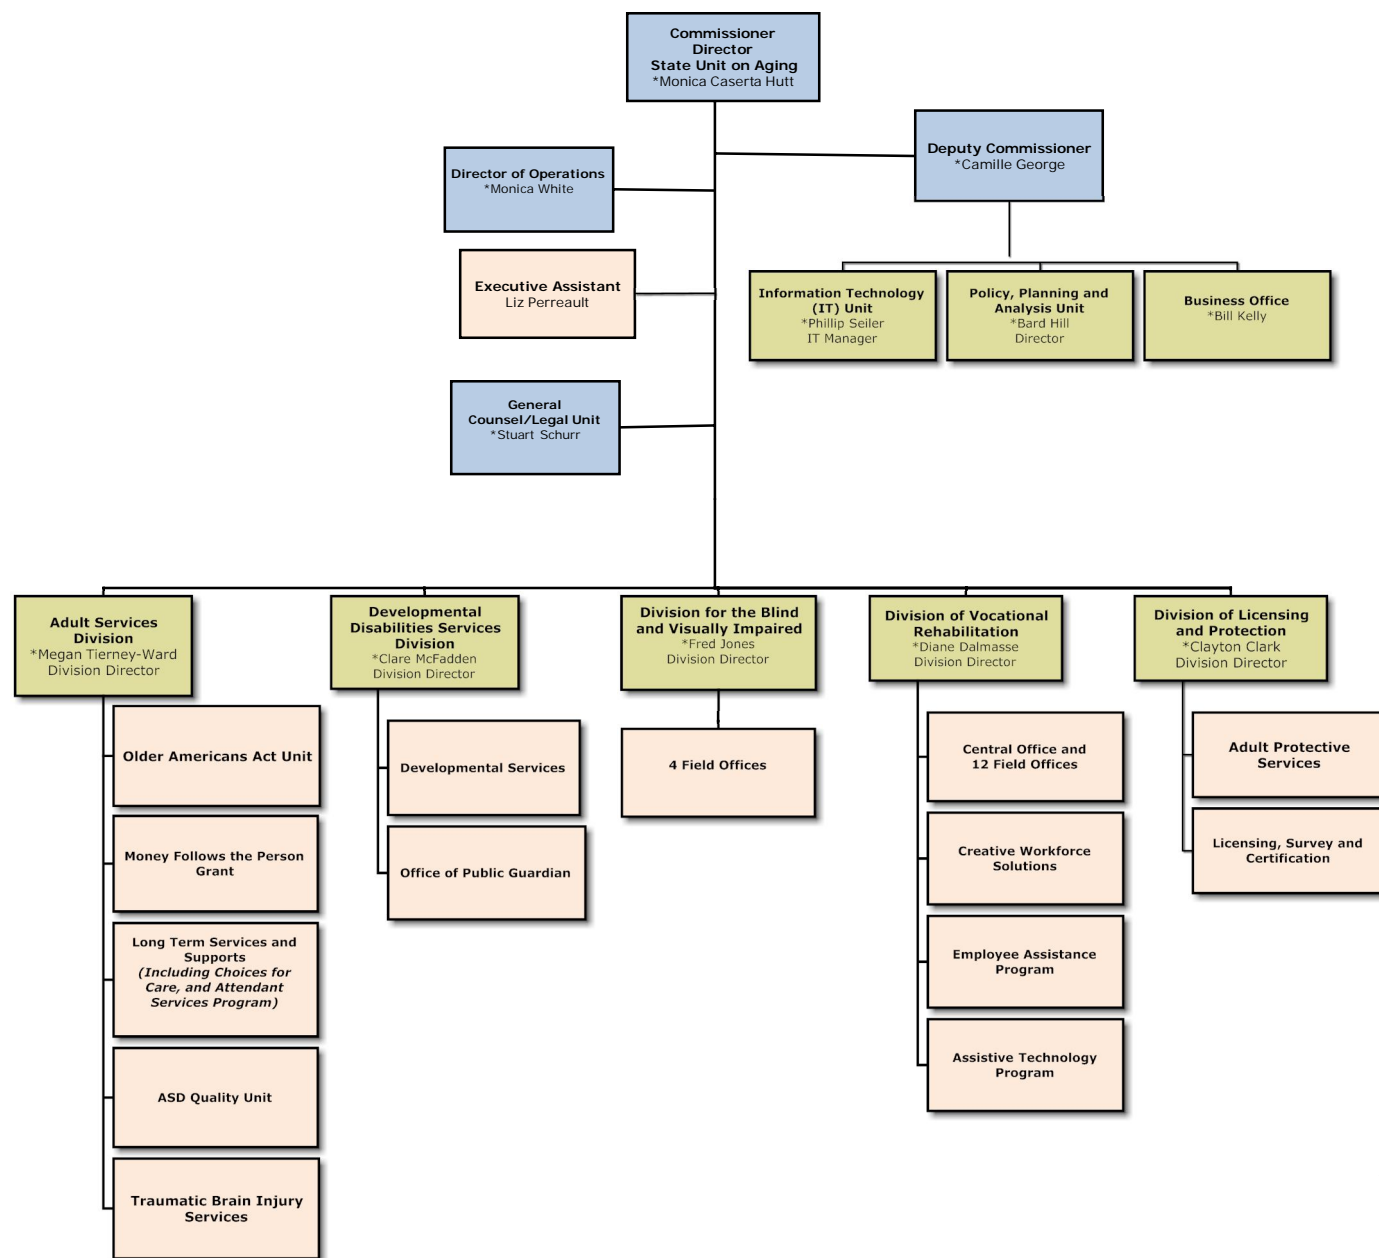 Commissioner
Director
State Unit on Aging
*Monica Caserta Hutt
Deputy Commissioner
*Camille George
Director of Operations
*Monica White
Executive Assistant
Liz Perreault
Information Technology
(IT) Unit
*Phillip Seiler
IT Manager
Policy, Planning and
Analysis Unit
*Bard Hill
Director
Business Office
*Bill Kelly
General
Counsel/Legal Unit
*Stuart Schurr
Adult Services
Division
*Megan Tierney-Ward
Division Director
Developmental
Disabilities Services
Division
*Clare McFadden
Division Director
Division for the Blind
and Visually Impaired
*Fred Jones
Division Director
Division of Vocational
Rehabilitation
*Diane Dalmasse
Division Director
Division of Licensing
and Protection
*Clayton Clark
Division Director
Older Americans Act Unit
Money Follows the Person
Grant
Long Term Services and
Supports
(Including Choices for
Care, and Attendant
Services Program)
ASD Quality Unit
Traumatic Brain Injury
Services
Developmental Services
Office of Public Guardian
4 Field Offices
Central Office and
12 Field Offices
Creative Workforce
Solutions
Employee Assistance
Program
Assistive Technology
Program
Adult Protective
Services
Licensing, Survey and
Certification